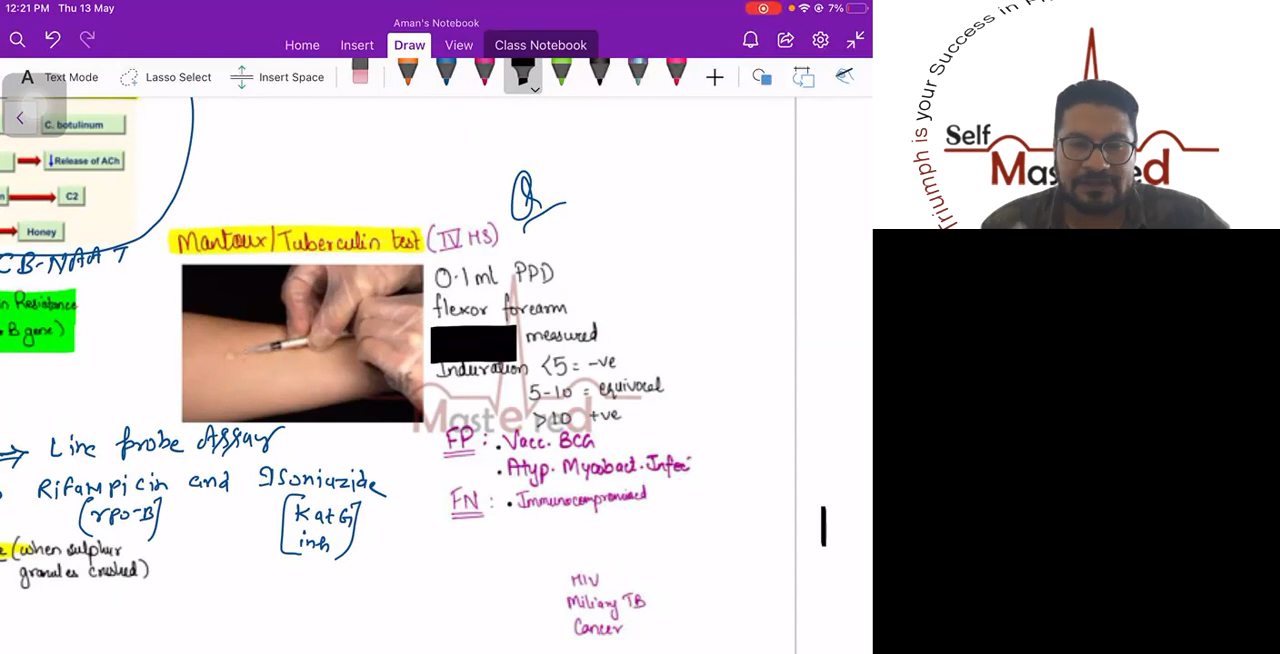 12:21 PM Thu 13 May
7%
Aman's Notebook
Home Insert Draw View Class Notebook
A Text Mode Lasso Select Insert Space
C. botulinum
↓Release of ACh
C2
Honey
CB-NAAT
Resistance
B gene)
Q
Mantoux/Tuberculin test (IV HS)
0.1ml PPD
flexor forearm
measured
Induration <5 = -ve
5-10 = equivocal
>10 +ve
FP : . Vacc. BCG
. Atyp. Myobact. Infec
FN : . Immunocompromised
HIV
Miliary TB
Cancer
⇒ Line probe Assay
Rifampicin and Isoniazide
[rpo-B] [Kat G
inh]
(when sulphur
granules crushed)
Mastered
Triumph is your Success in
Self
Mas ed